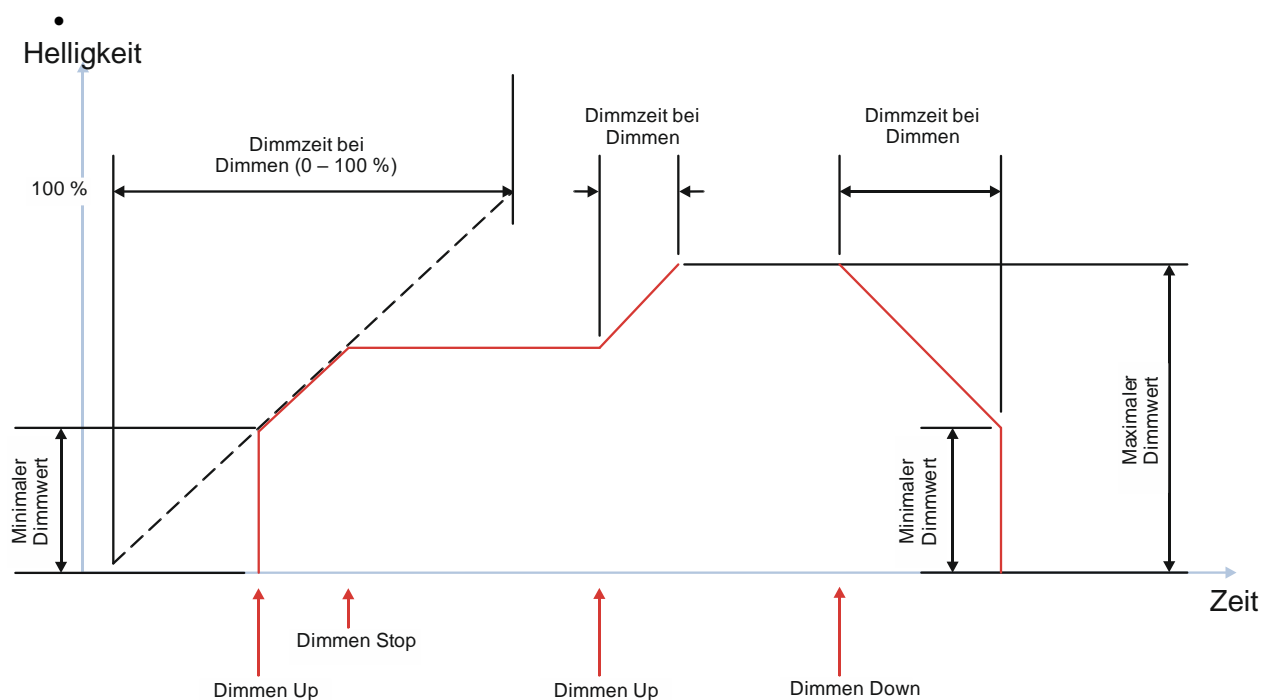 •
Helligkeit
Dimmzeit bei
Dimmen (0 – 100 %)
Dimmzeit bei
Dimmen
Dimmzeit bei
Dimmen
100 %
Minimaler
Dimmwert
Minimaler
Dimmwert
Maximaler
Dimmwert
Zeit
Dimmen Stop
Dimmen Up
Dimmen Up
Dimmen Down